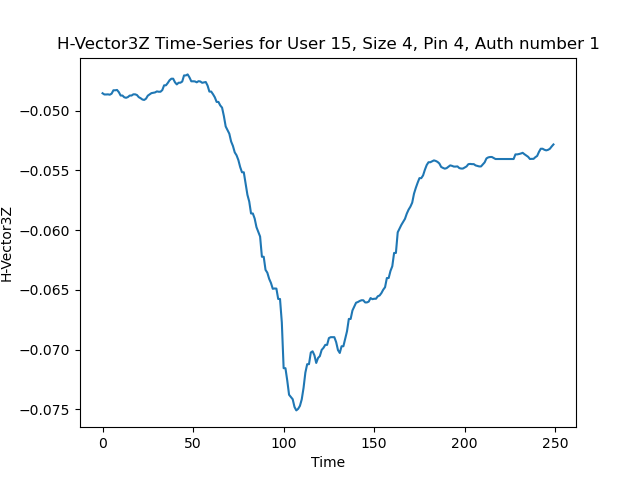 H-Vector3Z Time-Series for User 15, Size 4, Pin 4, Auth number 1
H-Vector3Z
−0.050
−0.055
−0.060
−0.065
−0.070
−0.075
0 50 100 150 200 250
Time